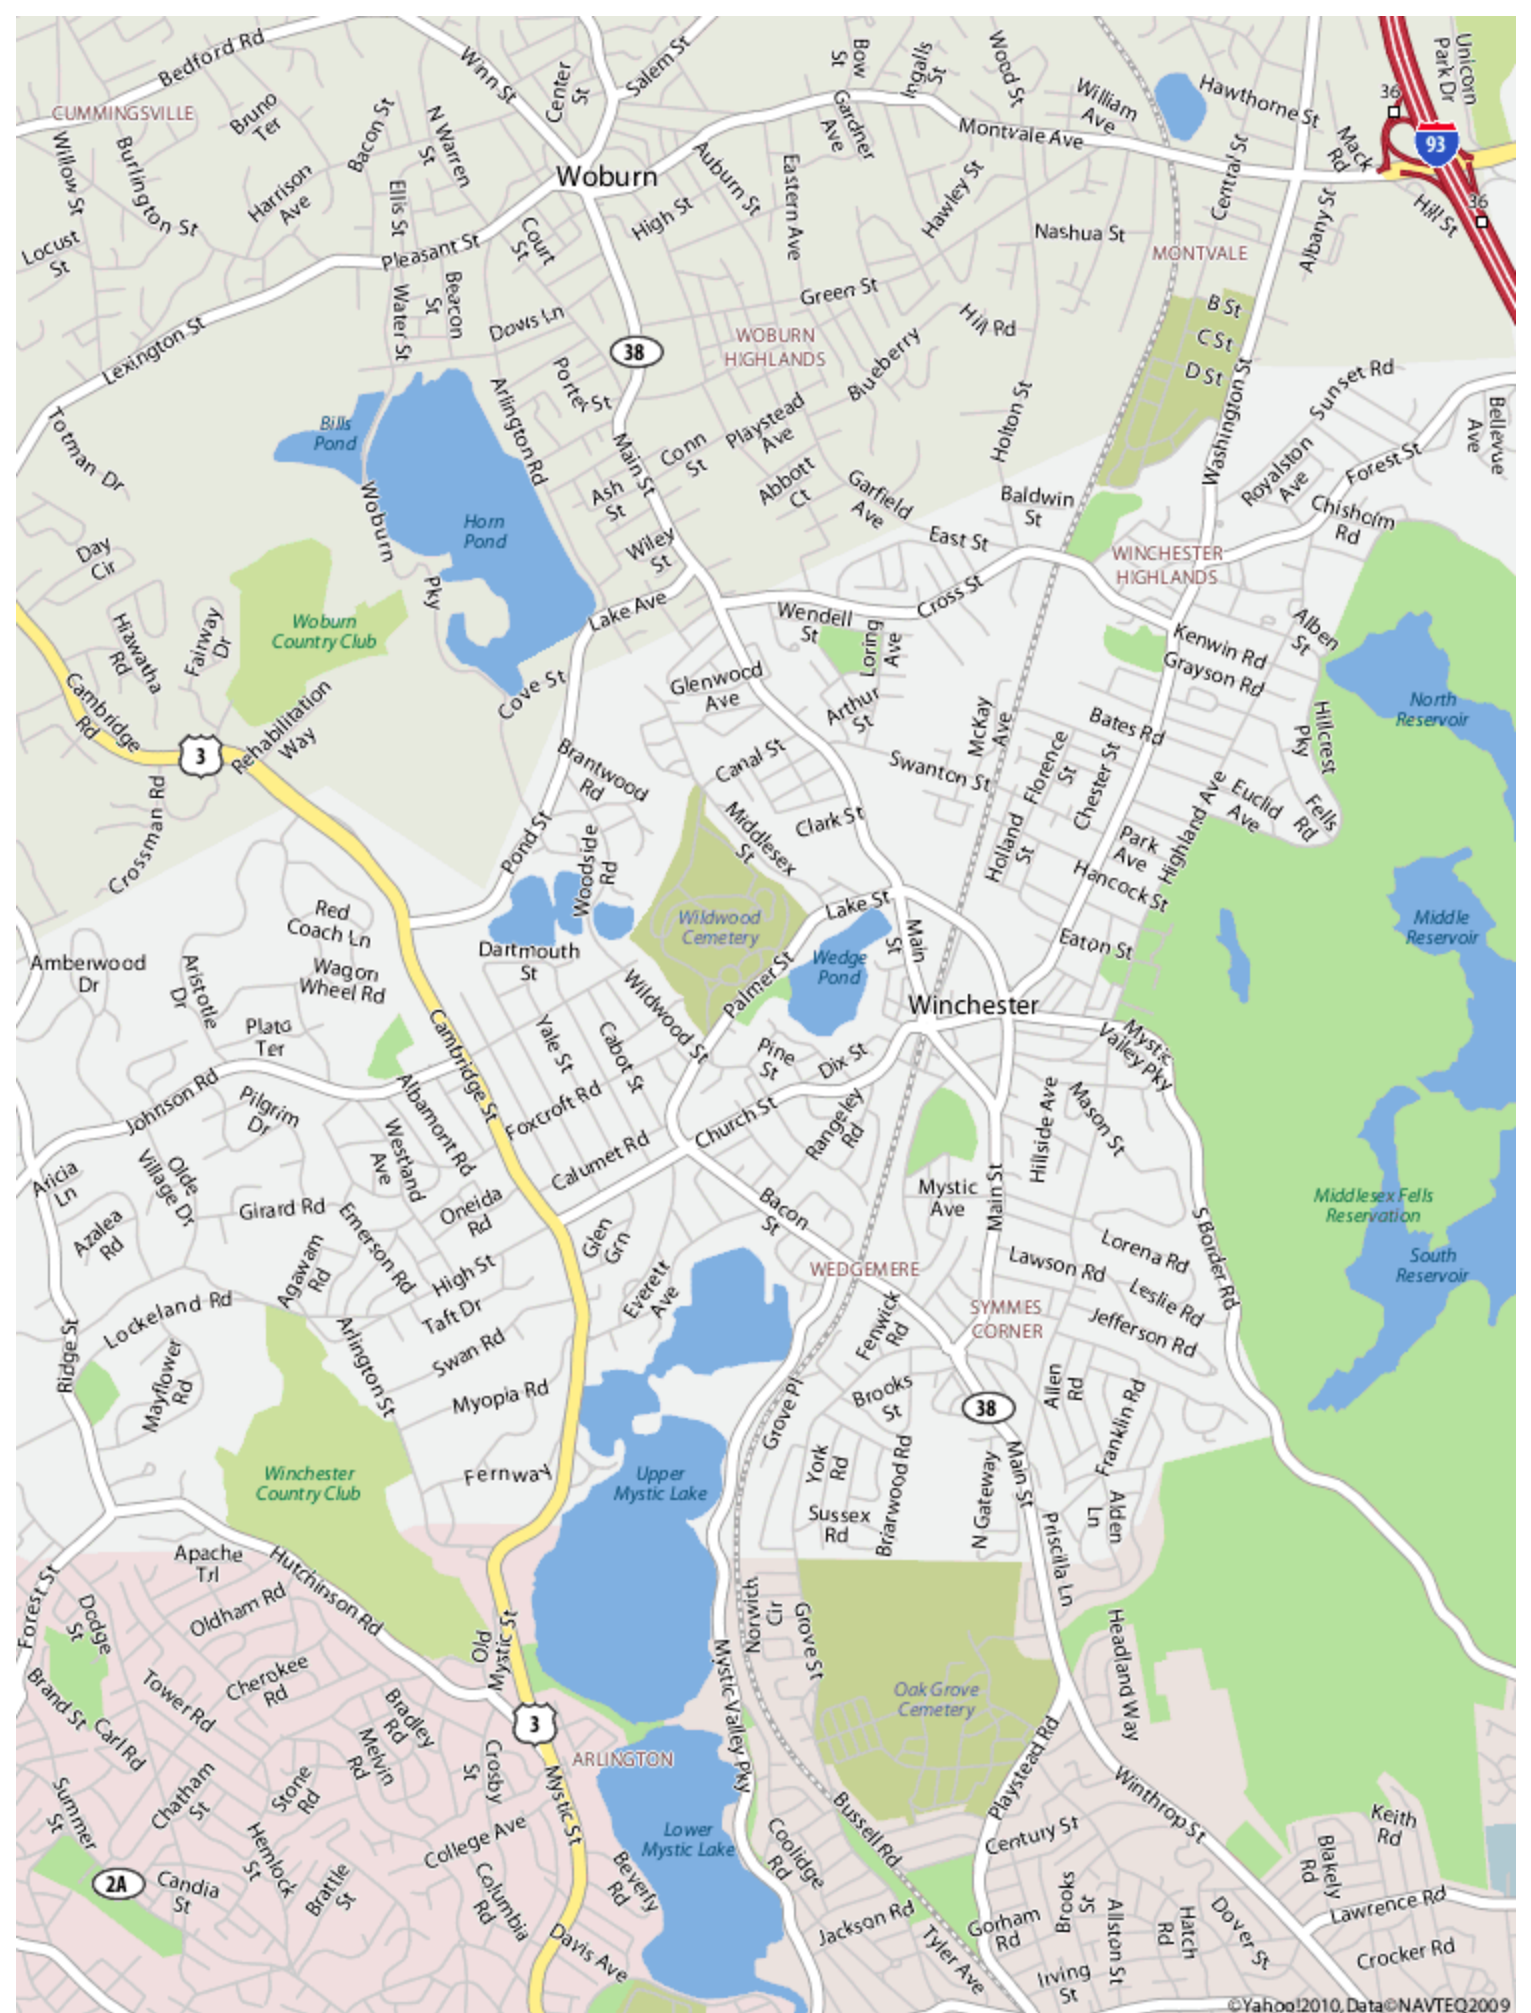 Bedford Rd
Winn St
Center
St
Salem St
Bow
St
Ingalls
St
Wood St
William
Ave
Hawthorne St
36
Unicorn
Park Dr
CUMMINGSVILLE
Bruno
Ter
Bacon St
N Warren
St
Gardner
Ave
Montvale Ave
Mack
Rd
93
Willow St
Burlington St
Harrison
Ave
Ellis St
Woburn
Auburn St
Eastern Ave
Hawley St
Central St
Albany St
Hill St
36
Locust
St
Pleasant St
Court
St
High St
Nashua St
MONTVALE
Water St
Beacon
St
Dows Ln
Green St
Hill Rd
B St
C St
D St
Lexington St
38
WOBURN
HIGHLANDS
Blueberry
Porter St
Arlington Rd
Sunset Rd
Totman Dr
Bills
Pond
Main St
Conn
St
Playstead
Ave
Holton St
Washington St
Royalston
Ave
Forest St
Bellevue
Ave
Ash
St
Abbott
Ct
Garfield
Ave
Baldwin
St
Chisholm
Rd
Day
Cir
Woburn
Pky
Horn
Pond
Wiley
St
East St
WINCHESTER
HIGHLANDS
Hiawatha
Rd
Fairway
Dr
Woburn
Country Club
Lake Ave
Wendell
St
Loring
Ave
Cross St
Kenwin Rd
Grayson Rd
Alben
St
Cambridge
Rd
3
Rehabilitation
Way
Cove St
Glenwood
Ave
Arthur
St
McKay
Ave
Bates Rd
Hillcrest
Pky
North
Reservoir
Crossman Rd
Brantwood
Rd
Canal St
Swanton St
Florence
St
Chester St
Highland Ave
Euclid
Ave
Fells
Rd
Pond St
Woodside
Rd
Middlesex
St
Clark St
Holland
St
Park
Ave
Hancock St
Red
Coach Ln
Wildwood
Cemetery
Lake St
Main
St
Middle
Reservoir
Amberwood
Dr
Aristotle
Dr
Wagon
Wheel Rd
Dartmouth
St
Palmer St
Wedge
Pond
Eaton St
Plato
Ter
Cambridge St
Yale St
Cabot St
Wildwood St
Winchester
Pine
St
Dix St
Mystic
Valley Pky
Johnson Rd
Pilgrim
Dr
Albamont Rd
Foxcroft Rd
Church St
Rangeley
Rd
Hillside Ave
Mason St
Aricia
Ln
Olde
Village Dr
Westland
Ave
Calumet Rd
Mystic
Ave
Main St
Middlesex Fells
Reservation
Azalea
Rd
Girard Rd
Emerson Rd
Oneida
Rd
Glen
Grn
Bacon
St
S Border Rd
South
Reservoir
Agawam
Rd
High St
Everett
Ave
WEDGEMERE
Lawson Rd
Lorena Rd
Leslie Rd
Lockeland Rd
Taft Dr
Fenwick
Rd
SYMMES
CORNER
Jefferson Rd
Ridge St
Mayflower
Rd
Arlington St
Swan Rd
Myopia Rd
Grove Pl
Brooks
St
38
Allen
Rd
Franklin Rd
Winchester
Country Club
Fernway
Upper
Mystic Lake
York
Rd
Briarwood Rd
N Gateway
Main St
Alden
Ln
Sussex
Rd
Forest St
Apache
Trl
Hutchinson Rd
Priscilla Ln
Dodge
St
Oldham Rd
Old
Mystic St
Norwich
Cir
Grove St
Headland Way
Brand St
Tower Rd
Cherokee
Rd
Mystic Valley Pky
Oak Grove
Cemetery
Carl Rd
Bradley
Rd
3
ARLINGTON
Playstead Rd
Summer
St
Chatham
St
Stone
Rd
Melvin
Rd
Crosby
St
Mystic St
Bussell Rd
Winthrop St
Keith
Rd
2A
Candia
St
Hemlock
St
Brattle
St
College Ave
Lower
Mystic Lake
Coolidge
Rd
Century St
Blakely
Rd
Columbia
Rd
Beverly
Rd
Davis Ave
Jackson Rd
Tyler Ave
Gorham
Rd
Brooks
St
Allston St
Hatch
Rd
Dover St
Lawrence Rd
Crocker Rd
Irving
St
©Yahoo!2010, Data©NAVTEQ2009